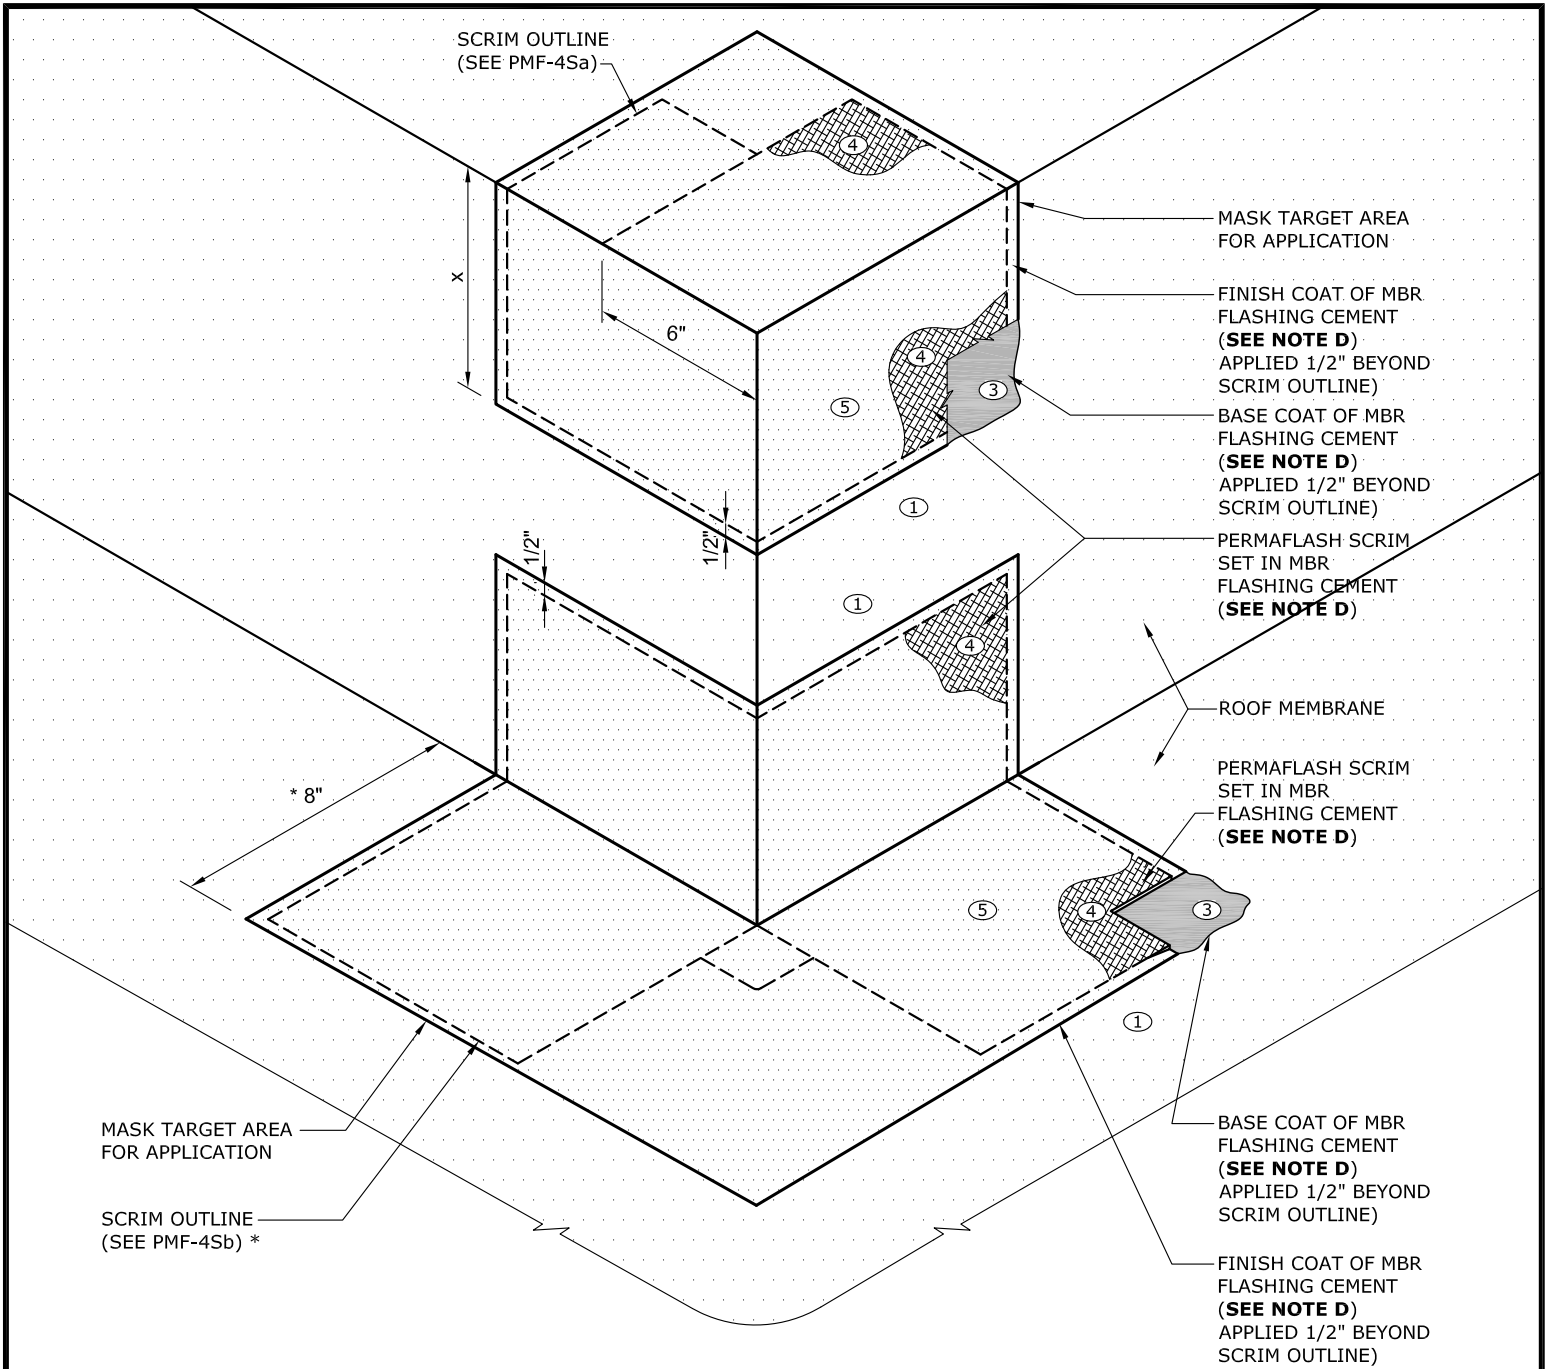 SCRIM OUTLINE
(SEE PMF-4Sa)
4
MASK TARGET AREA
FOR APPLICATION
x
6"
FINISH COAT OF MBR
FLASHING CEMENT
(SEE NOTE D)
APPLIED 1/2" BEYOND
SCRIM OUTLINE)
4
3
5
BASE COAT OF MBR
FLASHING CEMENT
(SEE NOTE D)
APPLIED 1/2" BEYOND
SCRIM OUTLINE)
1
1/2"
1/2"
PERMAFLASH SCRIM
SET IN MBR
FLASHING CEMENT
(SEE NOTE D)
1
4
ROOF MEMBRANE
* 8"
PERMAFLASH SCRIM
SET IN MBR
FLASHING CEMENT
(SEE NOTE D)
5
4
3
1
MASK TARGET AREA
FOR APPLICATION
SCRIM OUTLINE
(SEE PMF-4Sb) *
BASE COAT OF MBR
FLASHING CEMENT
(SEE NOTE D)
APPLIED 1/2" BEYOND
SCRIM OUTLINE)
FINISH COAT OF MBR
FLASHING CEMENT
(SEE NOTE D)
APPLIED 1/2" BEYOND
SCRIM OUTLINE)